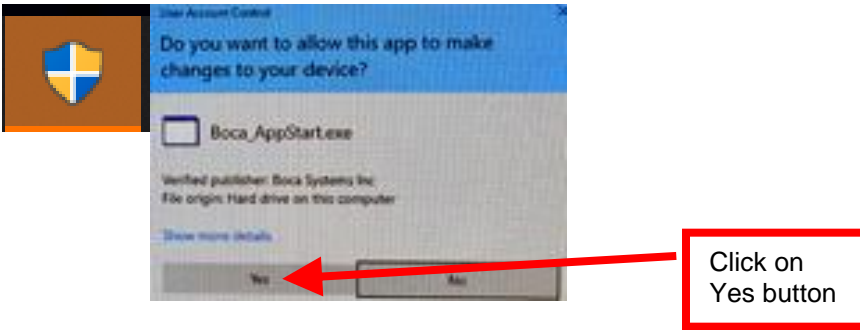 User Account Control
Do you want to allow this app to make
changes to your device?
Boca_AppStart.exe
Verified publisher: Boca Systems Inc
File origin: Hard drive on this computer
Show more details
Yes
No
Click on
Yes button